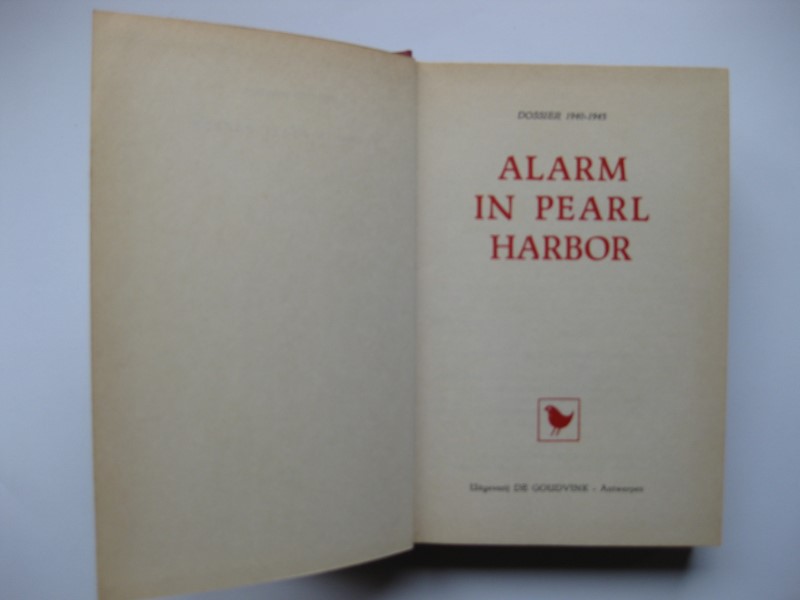 DOSSIER 1940-1945
ALARM
IN PEARL
HARBOR
Uitgeverij DE GOUDVINK - Antwerpen